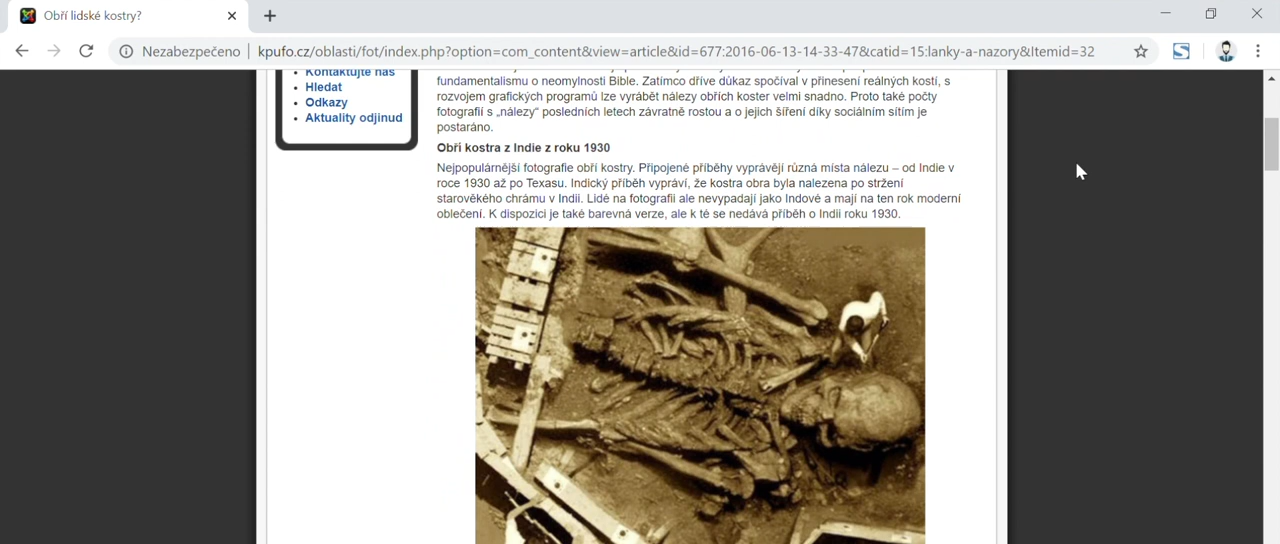 Obří lidské kostry?
Nezabezpečeno
kpufo.cz/oblasti/fot/index.php?option=com_content&view=article&id=677:2016-06-13-14-33-47&catid=15:lanky-a-nazory&Itemid=32
Kontaktujte nás
Hledat
Odkazy
Aktuality odjinud
fundamentalismu o neomylnosti Bible. Zatímco dříve důkaz spočíval v přinesení reálných kostí, s
rozvojem grafických programů lze vyrábět nálezy obřích koster velmi snadno. Proto také počty
fotografií s „nálezy“ posledních letech závratně rostou a o jejich šíření díky sociálním sítím je
postaráno.
Obří kostra z Indie z roku 1930
Nejpopulárnější fotografie obří kostry. Připojené příběhy vyprávějí různá místa nálezu – od Indie v
roce 1930 až po Texasu. Indický příběh vypráví, že kostra obra byla nalezena po stržení
starověkého chrámu v Indii. Lidé na fotografii ale nevypadají jako Indové a mají na ten rok moderní
oblečení. K dispozici je také barevná verze, ale k té se nedává příběh o Indii roku 1930.